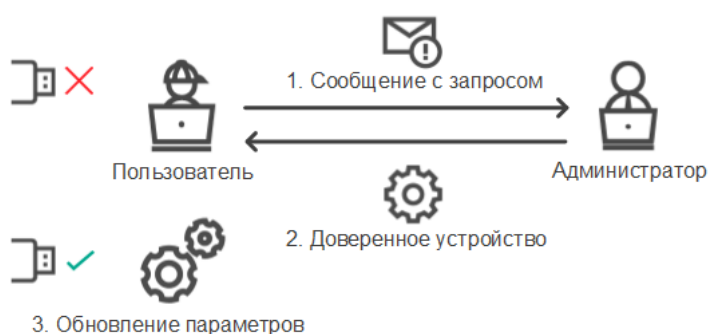 1. Сообщение с запросом
Пользователь
Администратор
2. Доверенное устройство
3. Обновление параметров